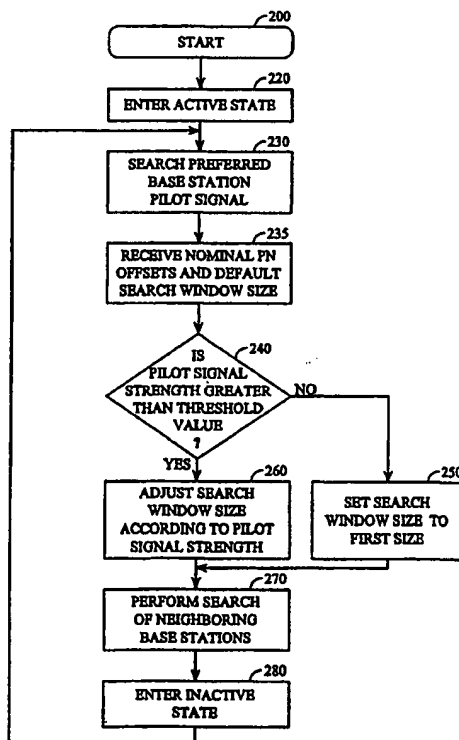 200
START
220
ENTER ACTIVE STATE
230
SEARCH PREFERRED
BASE STATION
PILOT SIGNAL
235
RECEIVE NOMINAL PN
OFFSETS AND DEFAULT
SEARCH WINDOW SIZE
240
IS
PILOT SIGNAL
STRENGTH GREATER
THAN THRESHOLD
VALUE
?
NO
YES
260
ADJUST SEARCH
WINDOW SIZE
ACCORDING TO PILOT
SIGNAL STRENGTH
250
SET SEARCH
WINDOW SIZE TO
FIRST SIZE
270
PERFORM SEARCH
OF NEIGHBORING
BASE STATIONS
280
ENTER INACTIVE
STATE